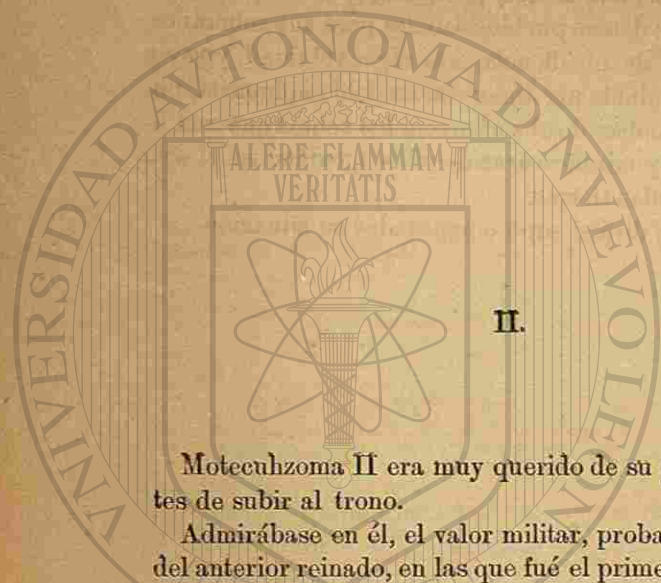 UNIVERSIDAD AUTONOMA DE NUEVO LEON
ALERE FLAMMAM
VERITATIS
II.
Motecuhzoma II era muy querido de su
tes de subir al trono.
Admirábase en él, el valor militar, proba
del anterior reinado, en las que fué el prime